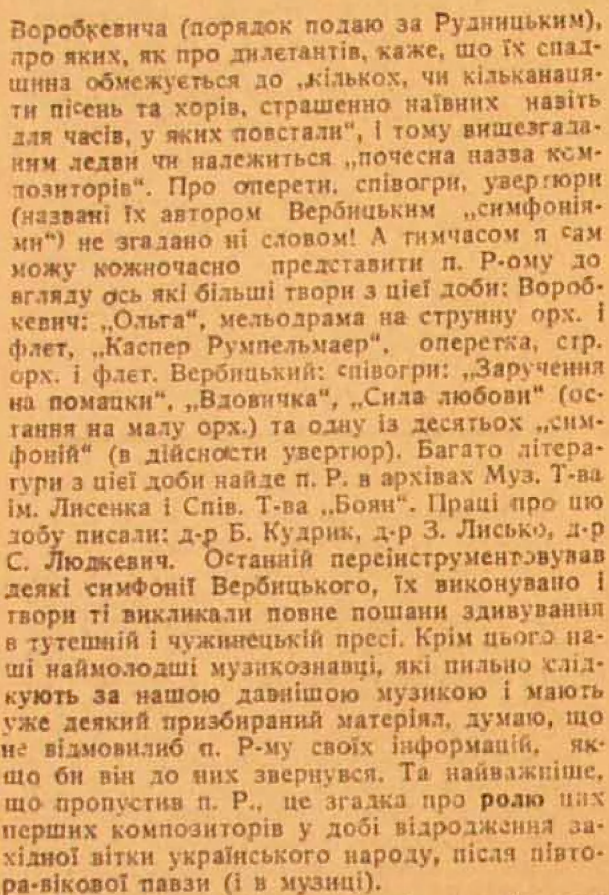 Воробкевича (порядок подаю за Рудницьким),
про яких, як про дилєтантів, каже, шо їх спад-
шина обмежується до „кількох, чи кільканаця-
ти пісень та хорів, страшенно наївних навіть
для часів, у яких повстали“, і тому вишезгада-
ним ледви чи належиться „почесна назва ком-
позиторів“. Про оперети, співогри, увертюри
(названі їх автором Вербицьким „симфонія-
ми“) не згадано ні словом! А тимчасом я сам
можу кожночасно представити п. Р-ому до
вгляду ось які більші твори з цієї доби: Вороб-
кевич: „Ольга“, мельодрама на струнну орх. і
флет, „Каспер Румпельмаєр“, оперетка, стр.
орх. і флєт. Вербицький: співогри: „Заручення
на помацки“, „Вдовичка“, „Сила любови“ (ос-
тання на малу орх.) та одну із десятьох „сим-
фоній“ (в дійсности увертюр). Багато літера-
тури з цієї доби найде п. Р. в архівах Муз. Т-ва
ім. Лисенка і Спів. Т-ва „Боян“. Праці про цю
добу писали: д-р Б. Кудрик, д-р З. Лисько, д-р
С. Людкевич. Останній переінструментовував
деякі симфонії Вербицького, їх виконувано і
твори ті викликали повне пошани здивування
в тутешній і чужинецькій пресі. Крім цього на-
ші наймолодші музикознавці, які пильно слід-
кують за нашою давнішою музикою і мають
уже деякий призбираний матеріял, думаю, що
не відмовилиб п. Р-му своїх інформацій, як-
що би він до них звернувся. Та найважніше,
що пропустив п. Р., це згадка про ролю цих
перших композиторів у добі відродження за-
хідної вітки українського народу, після півто-
ра-вікової павзи (і в музиці).